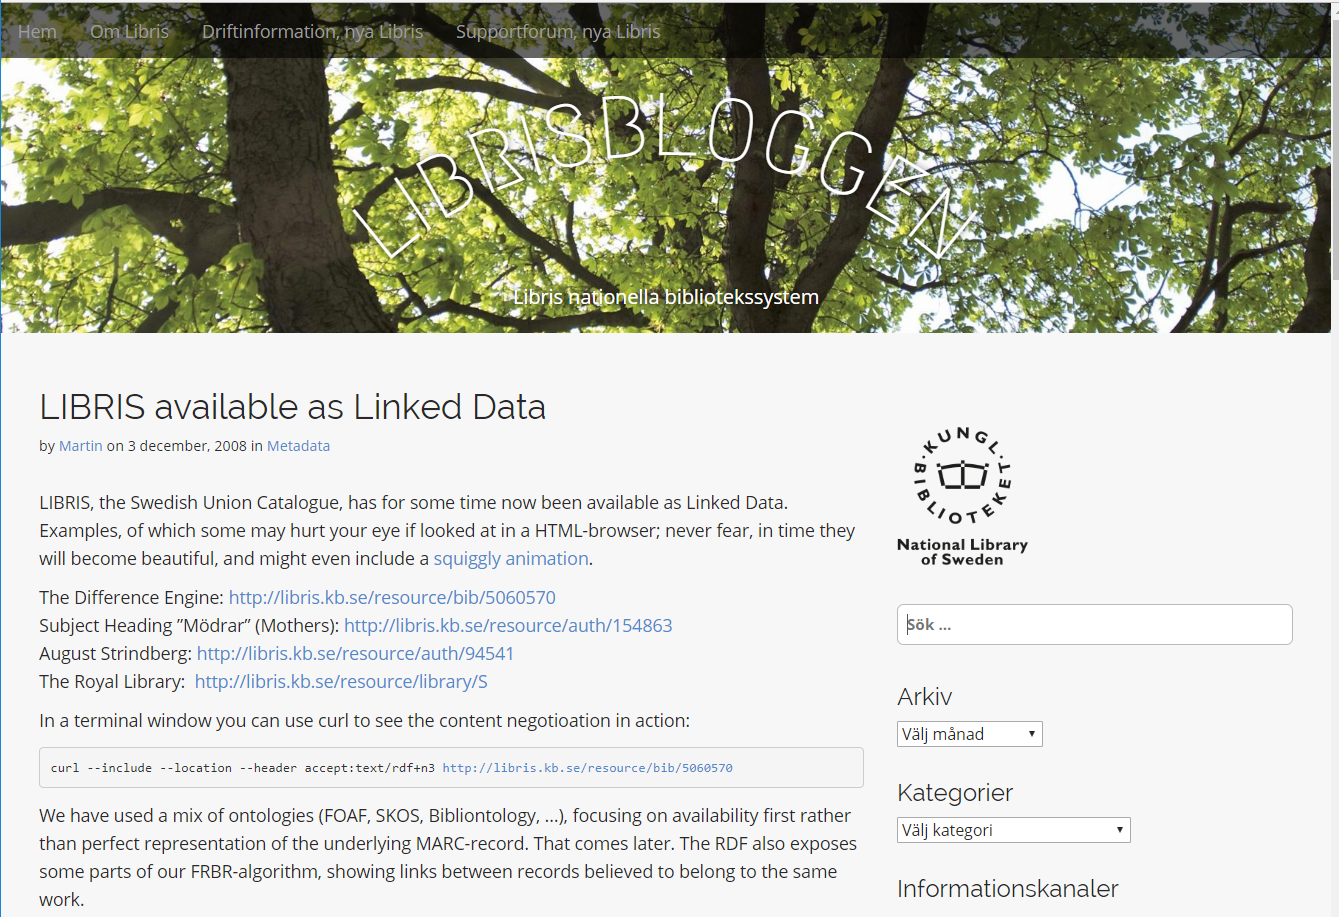 Hem Om Libris Driftinformation, nya Libris Supportforum, nya Libris
LIBRISBLOGGEN
Libris nationella bibliotekssystem
LIBRIS available as Linked Data
by Martin on 3 december, 2008 in Metadata
LIBRIS, the Swedish Union Catalogue, has for some time now been available as Linked Data.
Examples, of which some may hurt your eye if looked at in a HTML-browser; never fear, in time they
will become beautiful, and might even include a squiggly animation.
The Difference Engine: http://libris.kb.se/resource/bib/5060570
Subject Heading ”Mödrar” (Mothers): http://libris.kb.se/resource/auth/154863
August Strindberg: http://libris.kb.se/resource/auth/94541
The Royal Library: http://libris.kb.se/resource/library/S
In a terminal window you can use curl to see the content negotioation in action:
curl --include --location --header accept:text/rdf+n3 http://libris.kb.se/resource/bib/5060570
We have used a mix of ontologies (FOAF, SKOS, Bibliontology, …), focusing on availability first rather
than perfect representation of the underlying MARC-record. That comes later. The RDF also exposes
some parts of our FRBR-algorithm, showing links between records believed to belong to the same
work.
KUNGL. BIBLIOTEKET
National Library
of Sweden
Sök …
Arkiv
Välj månad
Kategorier
Välj kategori
Informationskanaler